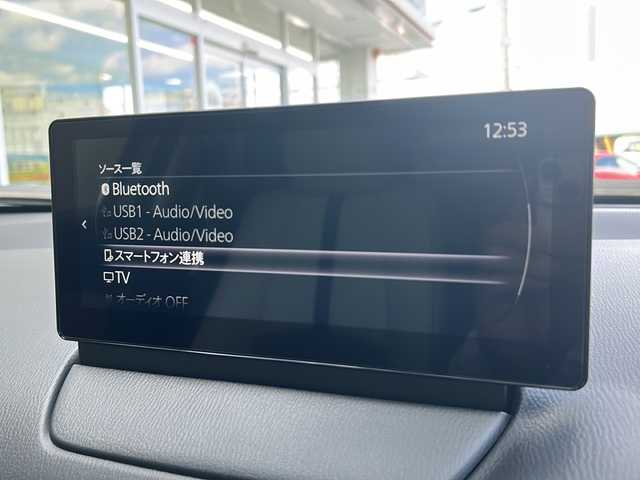 12:53
ソース一覧
Bluetooth
USB1 - Audio/Video
USB2 - Audio/Video
スマートフォン連携
TV
オーディオ OFF